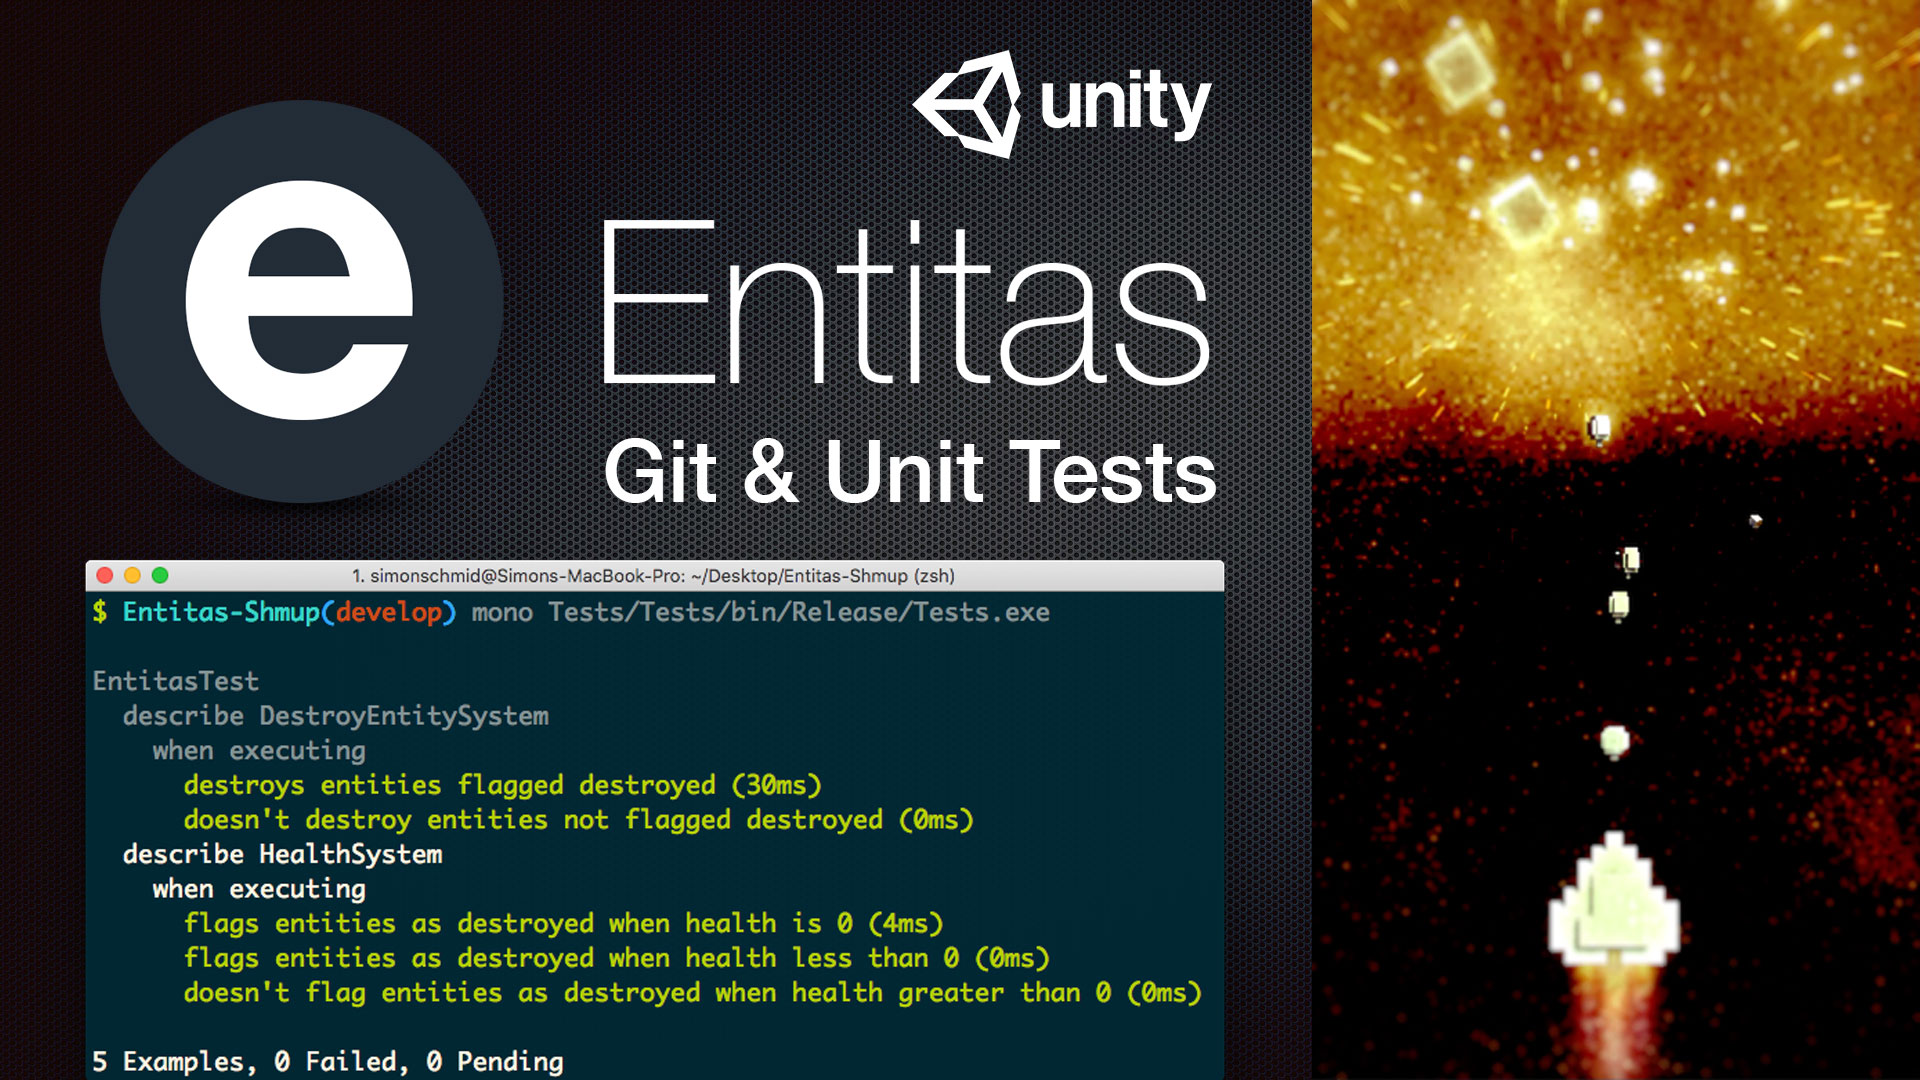 unity
e
Entitas
Git & Unit Tests
1. simonschmid@Simons-MacBook-Pro: ~/Desktop/Entitas-Shmup (zsh)
$ Entitas-Shmup(develop) mono Tests/Tests/bin/Release/Tests.exe
EntitasTest
describe DestroyEntitySystem
when executing
destroys entities flagged destroyed (30ms)
doesn't destroy entities not flagged destroyed (0ms)
describe HealthSystem
when executing
flags entities as destroyed when health is 0 (4ms)
flags entities as destroyed when health less than 0 (0ms)
doesn't flag entities as destroyed when health greater than 0 (0ms)
5 Examples, 0 Failed, 0 Pending